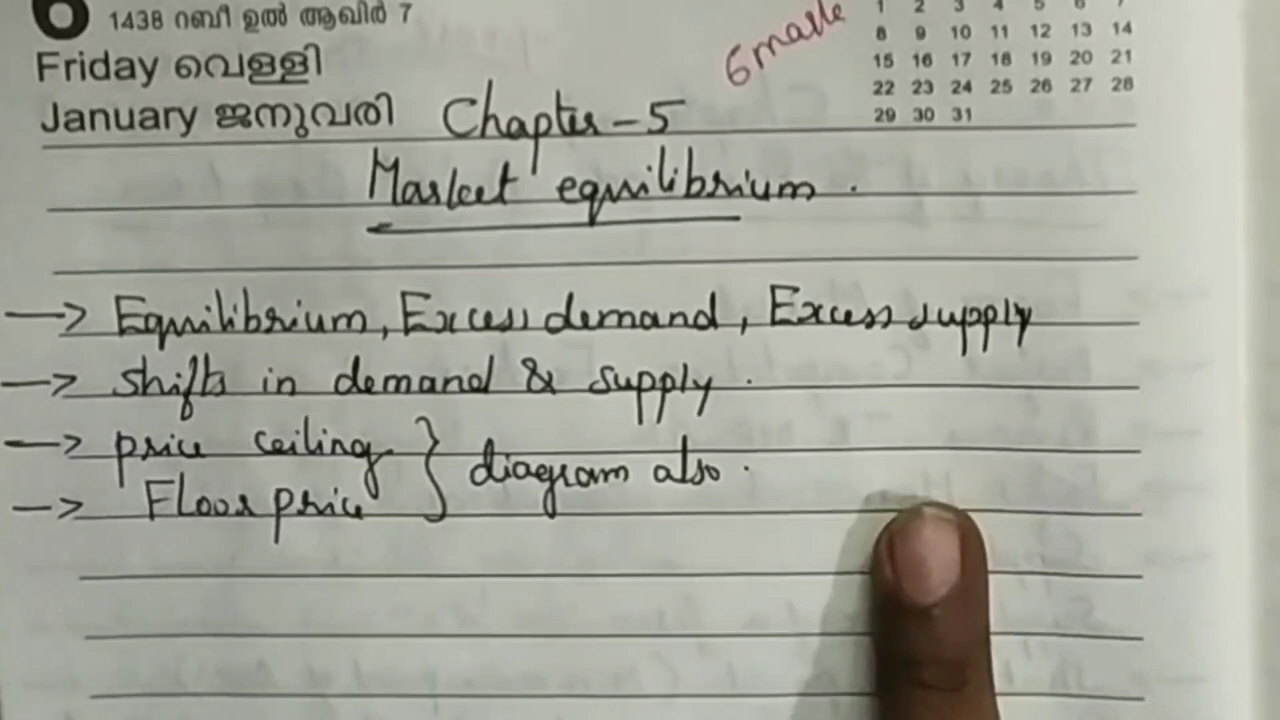 6 1438 റബീ ഉൽ ആഖിർ 7
Friday വെള്ളി
January ജനുവരി
6 mark
1 2 3 4 5 6 7
8 9 10 11 12 13 14
15 16 17 18 19 20 21
22 23 24 25 26 27 28
29 30 31
Chapter - 5
Market equilibrium .
-> Equilibrium, Excess demand, Excess supply
-> shifts in demand & supply .
-> price ceiling } diagram also .
-> Floor price